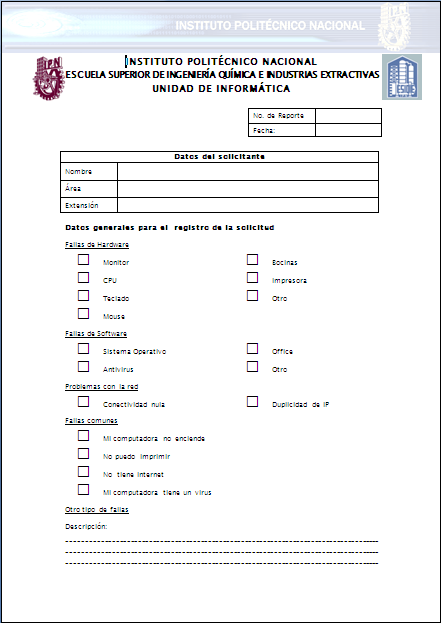 INSTITUTO POLITÉCNICO NACIONAL
INSTITUTO POLITÉCNICO NACIONAL
ESCUELA SUPERIOR DE INGENIERÍA QUÍMICA E INDUSTRIAS EXTRACTIVAS
UNIDAD DE INFORMÁTICA
IPN
ESIQIE
No. de Reporte
Fecha:
Datos del solicitante
Nombre
Área
Extensión
Datos generales para el registro de la solicitud
Fallas de Hardware
Monitor Bocinas
CPU Impresora
Teclado Otro
Mouse
Fallas de Software
Sistema Operativo Office
Antivirus Otro
Problemas con la red
Conectividad nula Duplicidad de IP
Fallas comunes
Mi computadora no enciende
No puedo imprimir
No tiene Internet
Mi computadora tiene un virus
Otro tipo de fallas
Descripción: